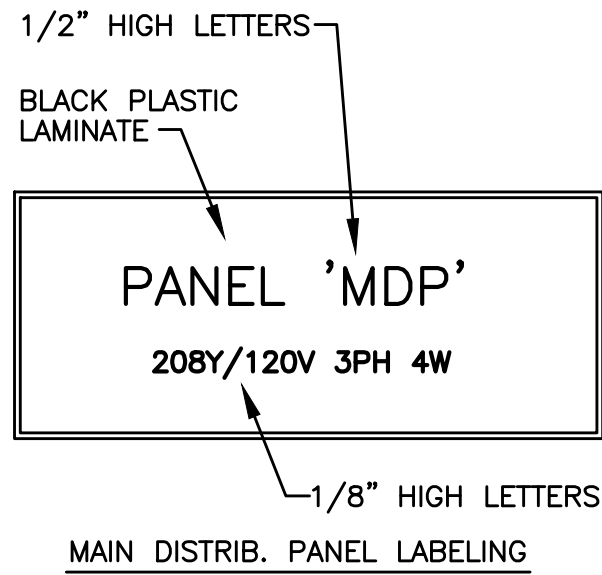 1/2” HIGH LETTERS
BLACK PLASTIC
LAMINATE
PANEL 'MDP'
208Y/120V 3PH 4W
1/8” HIGH LETTERS
MAIN DISTRIB. PANEL LABELING